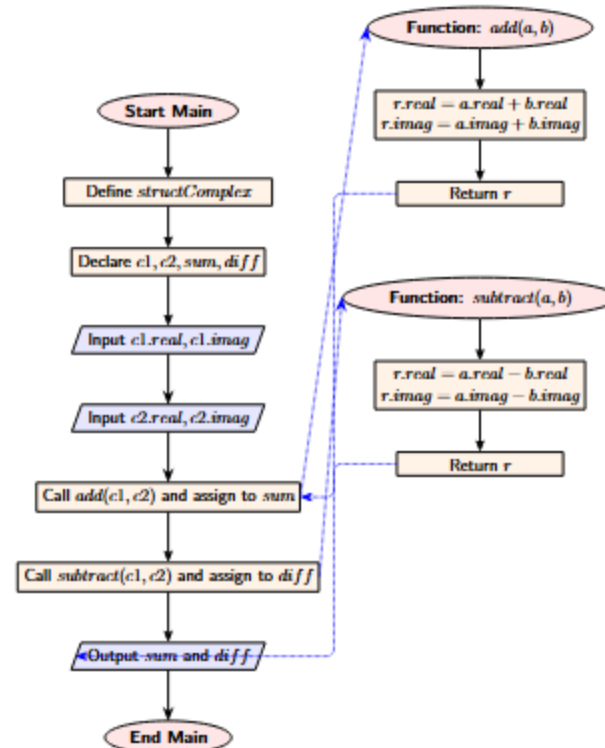 Start Main
Define structComplex
Declare c1, c2, sum, diff
Input c1.real, c1.imag
Input c2.real, c2.imag
Call add(c1, c2) and assign to sum
Call subtract(c1, c2) and assign to diff
Output sum and diff
End Main
Function: add(a, b)
r.real = a.real + b.real
r.imag = a.imag + b.imag
Return r
Function: subtract(a, b)
r.real = a.real − b.real
r.imag = a.imag − b.imag
Return r